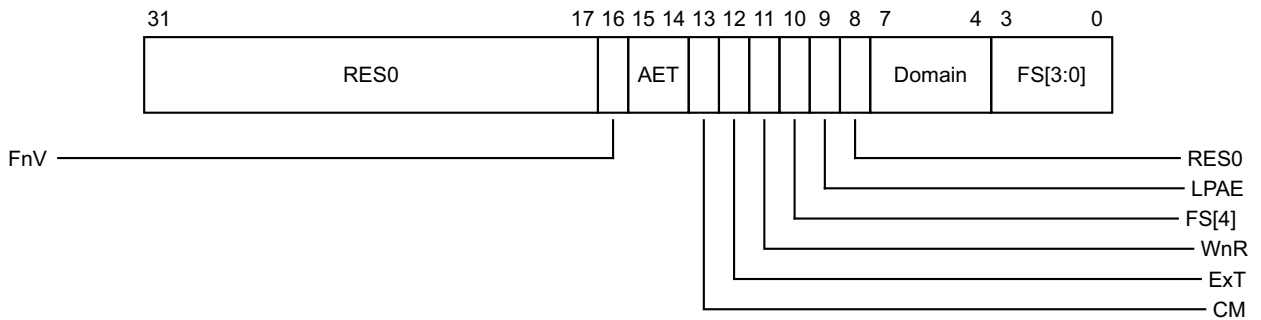 31 17 16 15 14 13 12 11 10 9 8 7 4 3 0
RES0 AET Domain FS[3:0]
FnV RES0
LPAE
FS[4]
WnR
ExT
CM